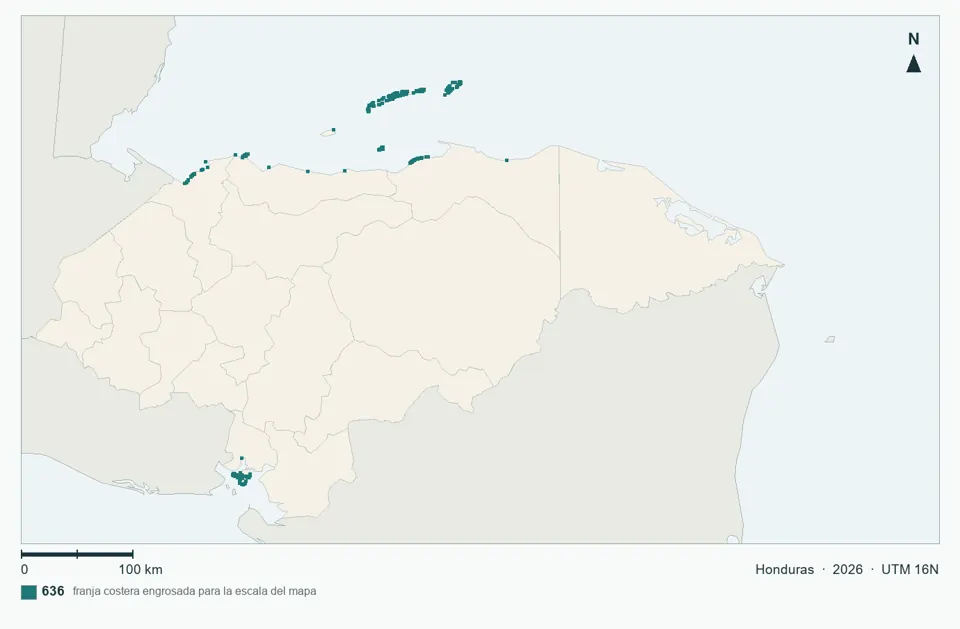 N
0 100 km
Honduras · 2026 · UTM 16N
636 franja costera engrosada para la escala del mapa